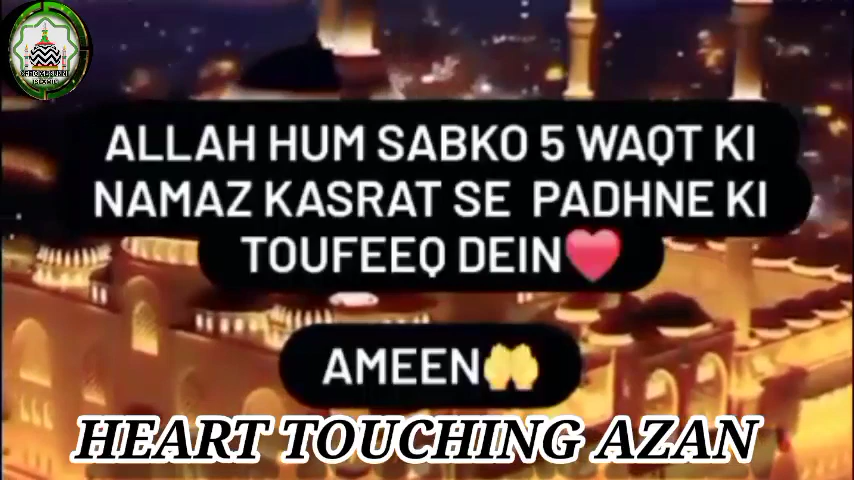 ALLAH HUM SABKO 5 WAQT KI
NAMAZ KASRAT SE PADHNE KI
TOUFEEQ DEIN❤️
AMEEN🤲
HEART TOUCHING AZAN